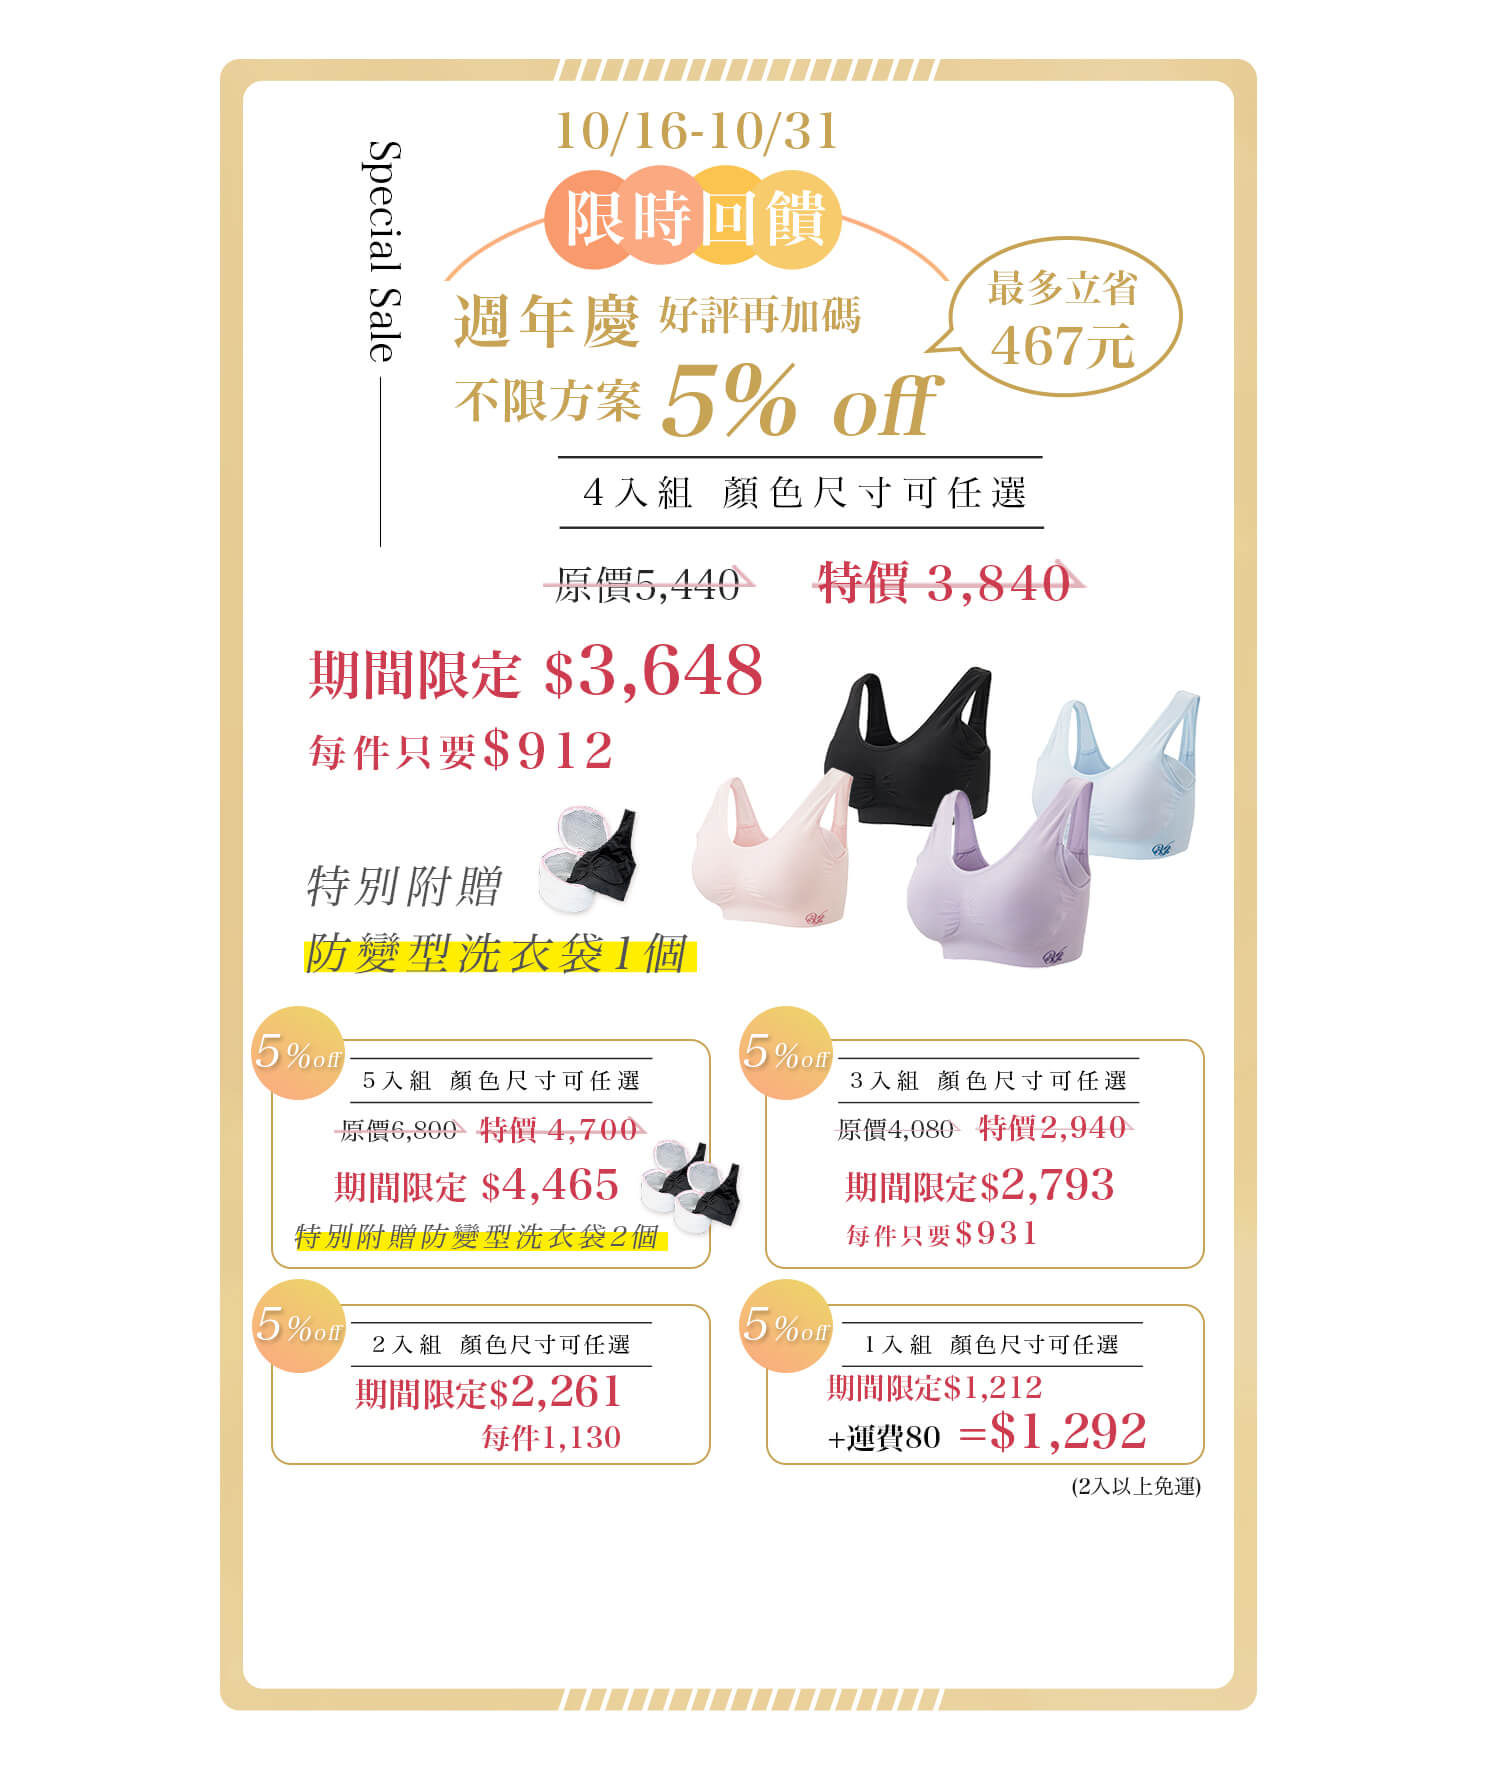 Special Sale
10/16-10/31
限時回饋
週年慶 好評再加碼
不限方案 5% off
最多立省
467元
4入組 顏色尺寸可任選
原價5,440 特價 3,840
期間限定 $3,648
每件只要$912
特別附贈
防變型洗衣袋1個
5%off
5入組 顏色尺寸可任選
原價6,800 特價 4,700
期間限定 $4,465
特別附贈防變型洗衣袋2個
5%off
3入組 顏色尺寸可任選
原價4,080 特價2,940
期間限定$2,793
每件只要$931
5%off
2入組 顏色尺寸可任選
期間限定$2,261
每件1,130
5%off
1入組 顏色尺寸可任選
期間限定$1,212
+運費80 =$1,292
(2入以上免運)